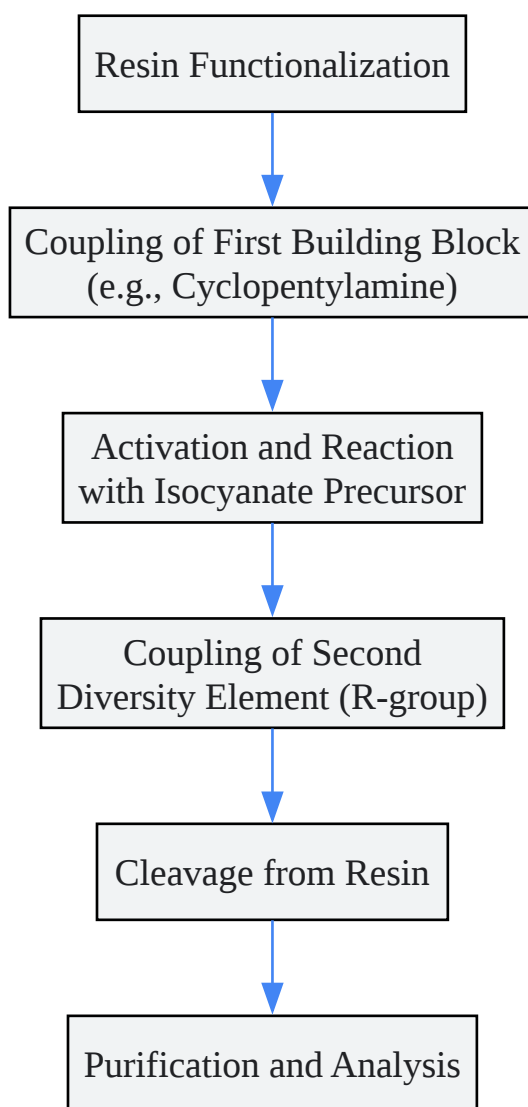 Resin Functionalization
Coupling of First Building Block
(e.g., Cyclopentylamine)
Activation and Reaction
with Isocyanate Precursor
Coupling of Second
Diversity Element (R-group)
Cleavage from Resin
Purification and Analysis